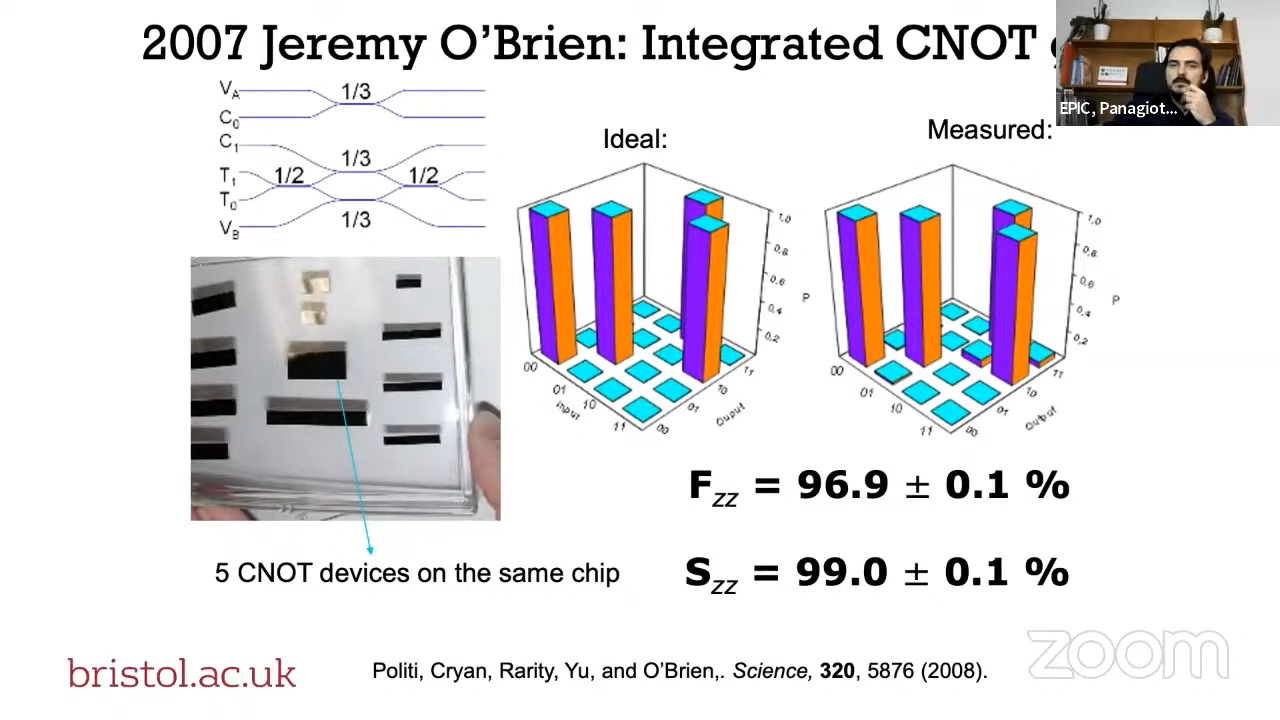 2007 Jeremy O’Brien: Integrated CNOT
EPIC, Panagiot...
V_A
C_0
C_1
T_1
T_0
V_B
1/3
1/3
1/2
1/2
1/3
Ideal:
1,0
0,8
0,6
0,4
0,2
P
00
01
10
11
Input
00
01
10
11
Ouput
Measured:
1,0
0,8
0,6
0,4
0,2
P
00
01
10
11
00
01
10
11
Output
F_zz = 96.9 ± 0.1 %
S_zz = 99.0 ± 0.1 %
5 CNOT devices on the same chip
bristol.ac.uk
Politi, Cryan, Rarity, Yu, and O’Brien,. Science, 320, 5876 (2008).
zoom